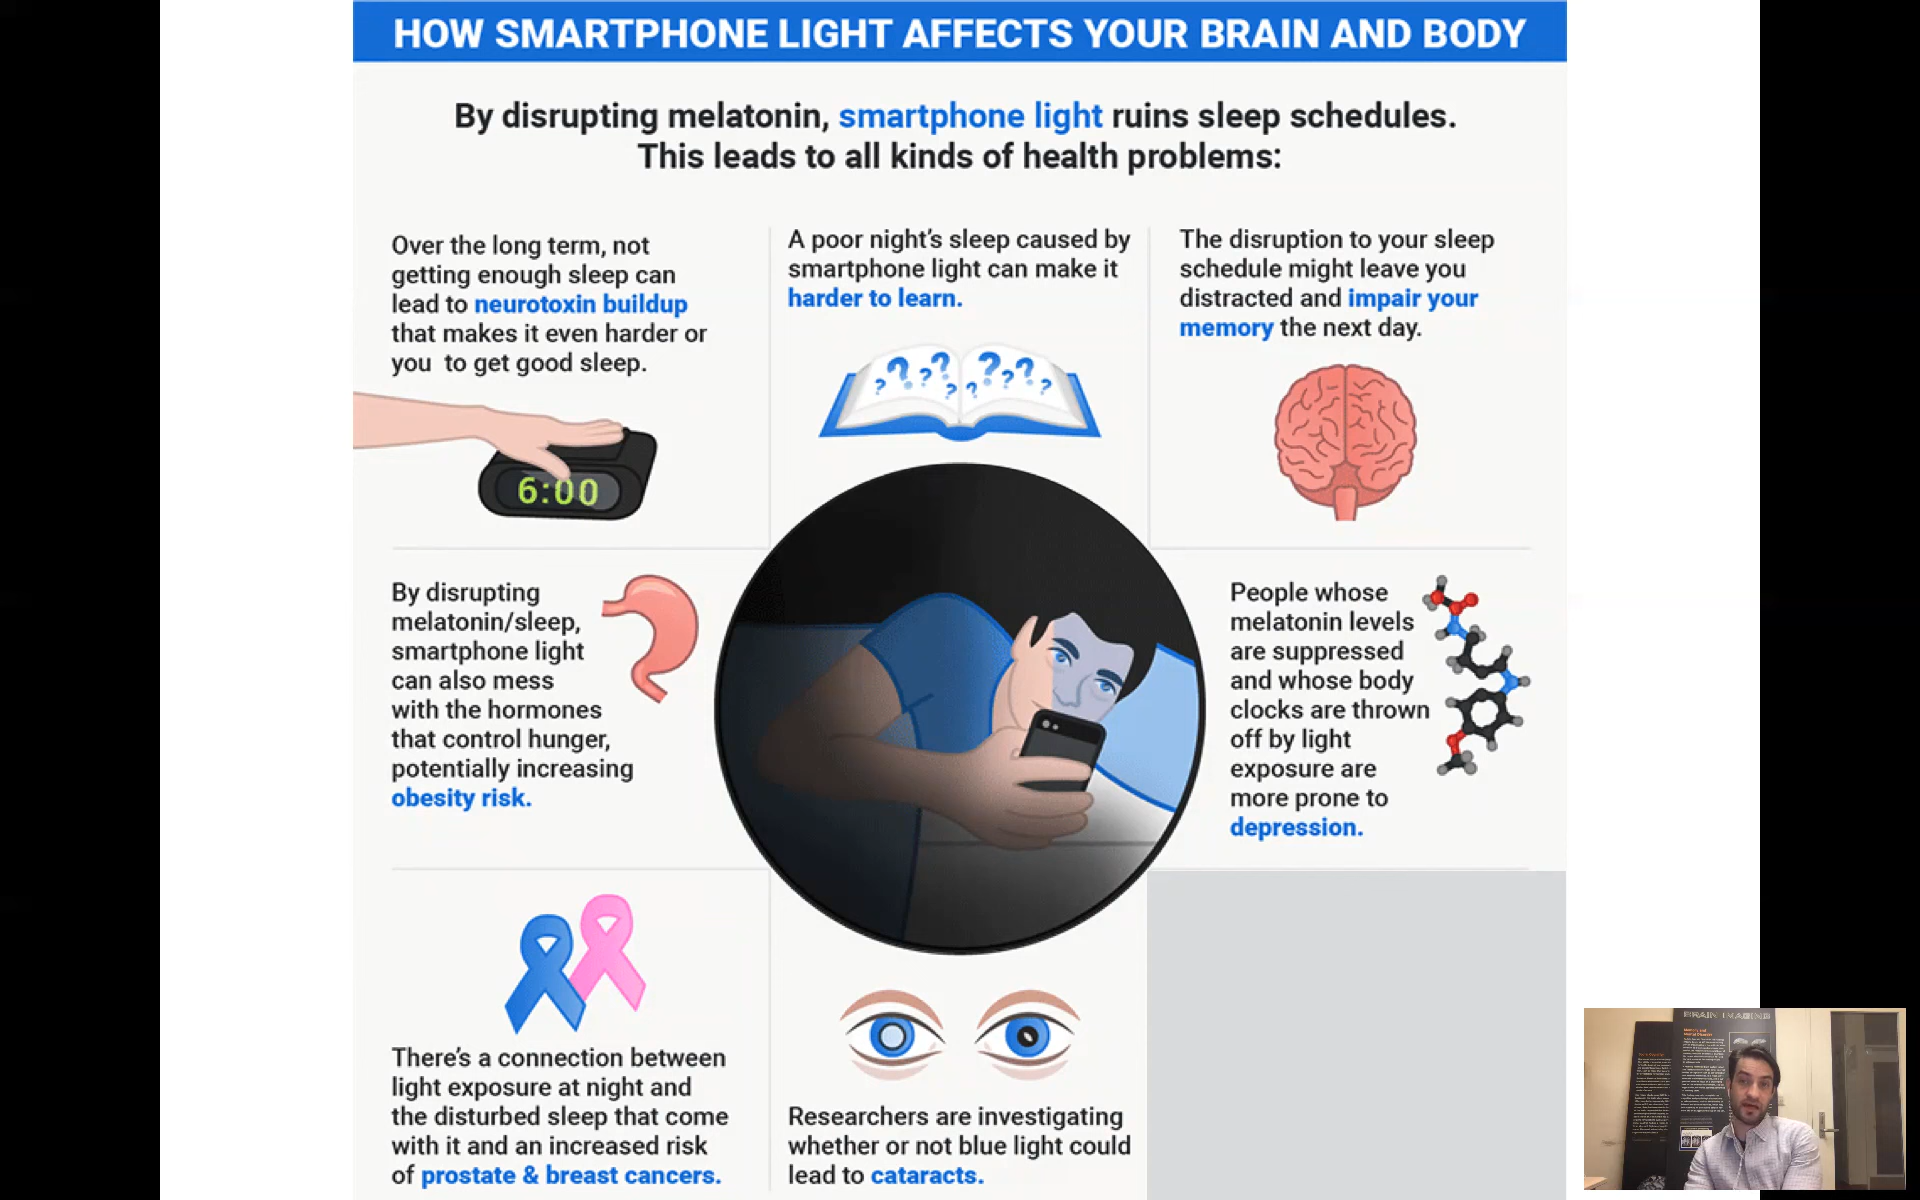 HOW SMARTPHONE LIGHT AFFECTS YOUR BRAIN AND BODY
By disrupting melatonin, smartphone light ruins sleep schedules.
This leads to all kinds of health problems:
Over the long term, not
getting enough sleep can
lead to neurotoxin buildup
that makes it even harder or
you to get good sleep.
6:00
A poor night's sleep caused by
smartphone light can make it
harder to learn.
? ? ? ? ? ? ? ? ? ?
The disruption to your sleep
schedule might leave you
distracted and impair your
memory the next day.
By disrupting
melatonin/sleep,
smartphone light
can also mess
with the hormones
that control hunger,
potentially increasing
obesity risk.
People whose
melatonin levels
are suppressed
and whose body
clocks are thrown
off by light
exposure are
more prone to
depression.
There's a connection between
light exposure at night and
the disturbed sleep that come
with it and an increased risk
of prostate & breast cancers.
Researchers are investigating
whether or not blue light could
lead to cataracts.
BRAIN IMAGING